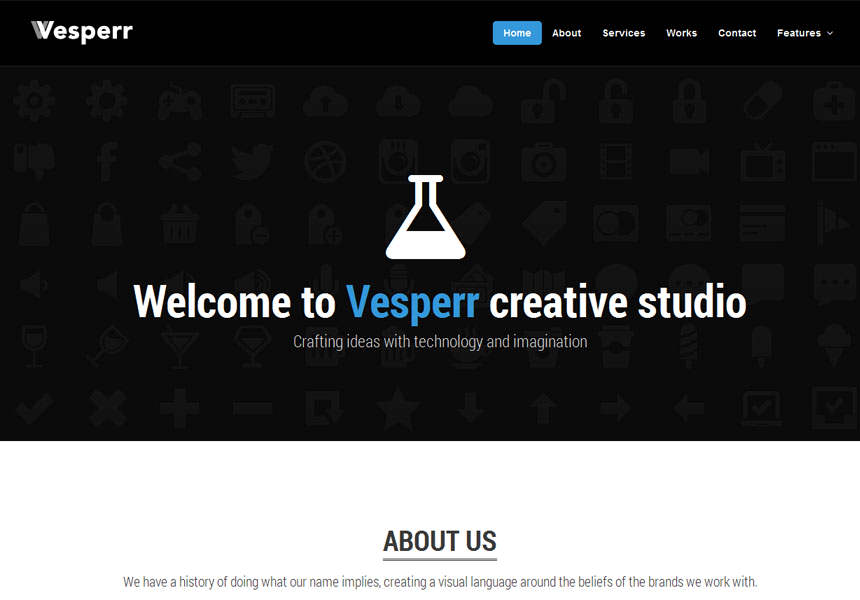 Vesperr
Home About Services Works Contact Features
Welcome to Vesperr creative studio
Crafting ideas with technology and imagination
ABOUT US
We have a history of doing what our name implies, creating a visual language around the beliefs of the brands we work with.